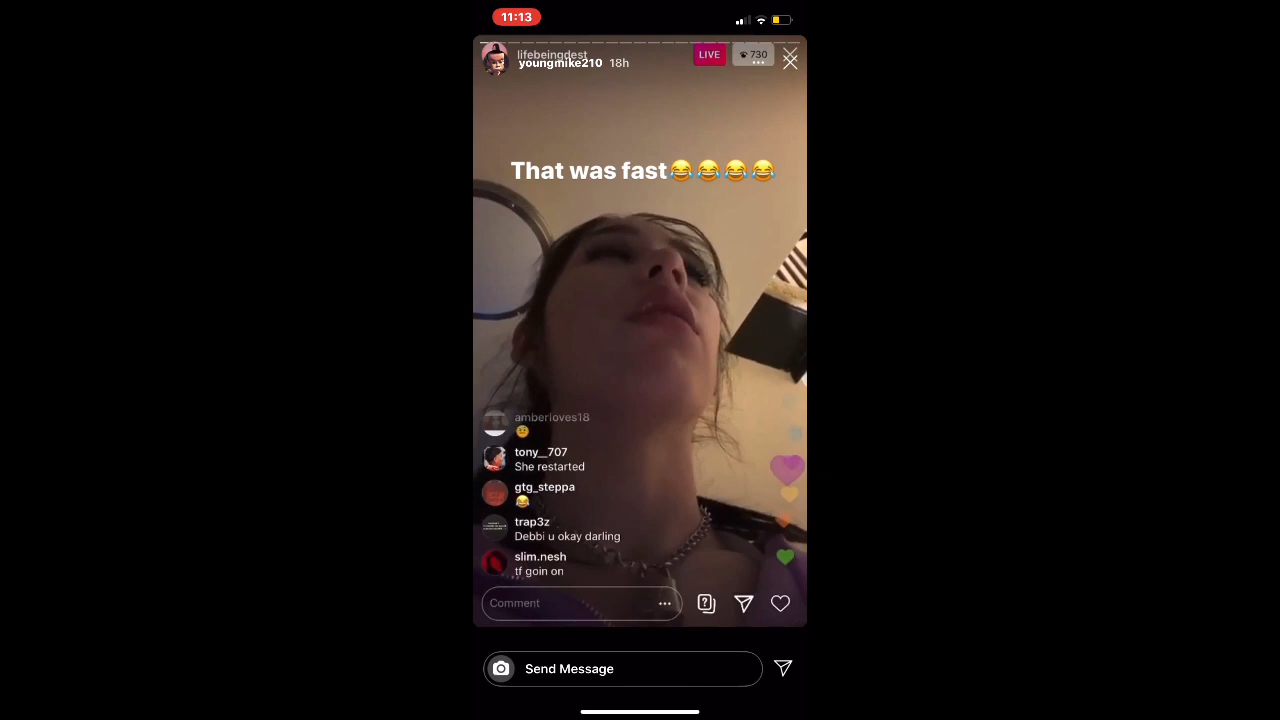 11:13
lifebeingdest
LIVE
730
youngmike210 18h
That was fast😂😂😂😂
amberloves18
🤕
tony__707
She restarted
gtg_steppa
😂
trap3z
Debbi u okay darling
slim.nesh
tf goin on
Comment
Send Message